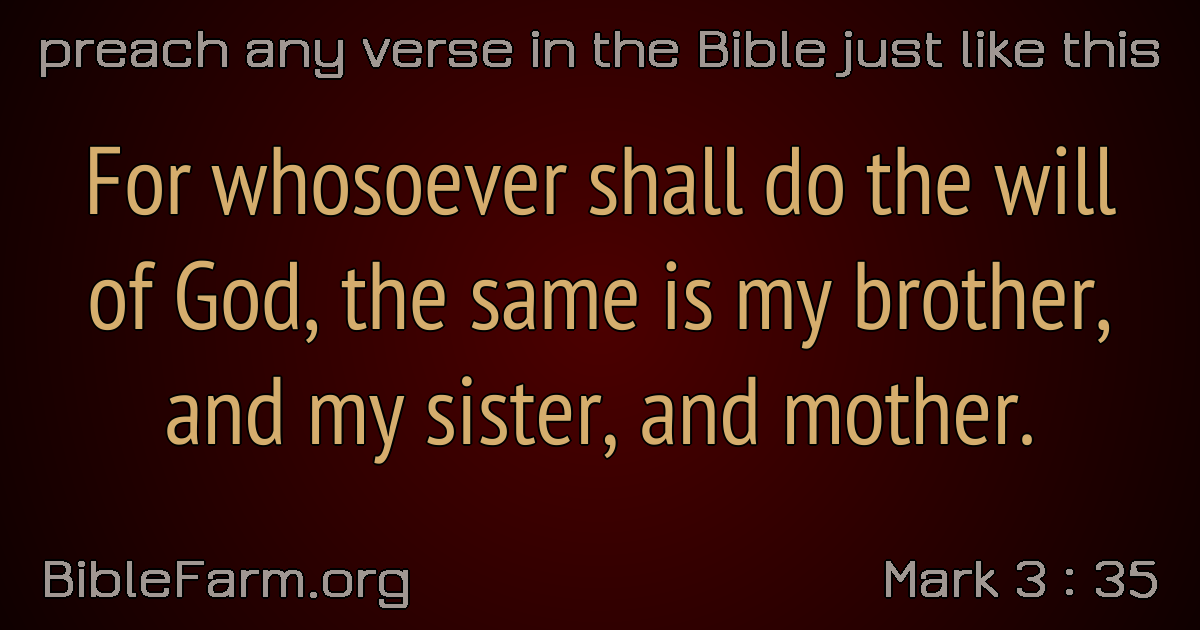 preach any verse in the Bible just like this
For whosoever shall do the will
of God, the same is my brother,
and my sister, and mother.
BibleFarm.org
Mark 3 : 35